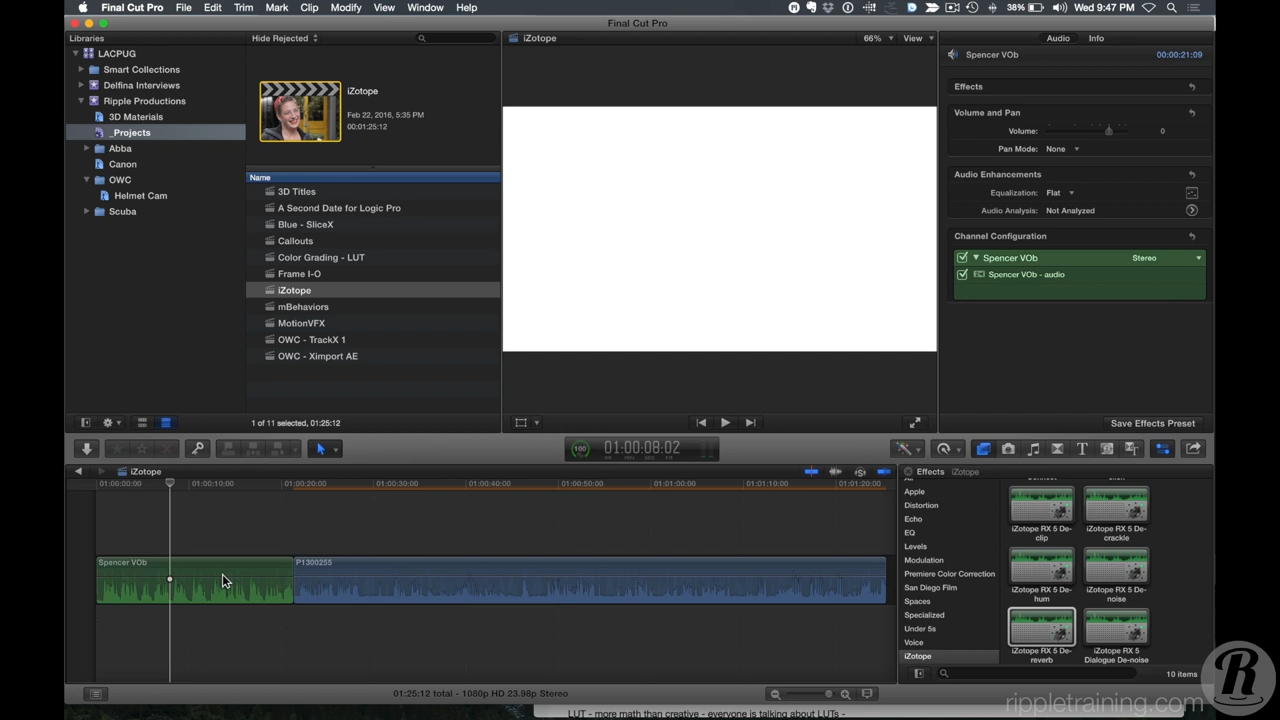 Final Cut Pro File Edit Trim Mark Clip Modify View Window Help 38% Wed 9:47 PM
Final Cut Pro
Libraries
LACPUG
Smart Collections
Delfina Interviews
Ripple Productions
3D Materials
_Projects
Abba
Canon
OWC
Helmet Cam
Scuba
Hide Rejected
iZotope
Feb 22, 2016, 5:35 PM
00:01:25:12
Name
3D Titles
A Second Date for Logic Pro
Blue - SliceX
Callouts
Color Grading - LUT
Frame I-O
iZotope
mBehaviors
MotionVFX
OWC - TrackX 1
OWC - Ximport AE
1 of 11 selected, 01:25:12
iZotope 66% View
Audio Info
Spencer VOb 00:00:21:09
Effects
Volume and Pan
Volume: 0
Pan Mode: None
Audio Enhancements
Equalization: Flat
Audio Analysis: Not Analyzed
Channel Configuration
Spencer VOb Stereo
Spencer VOb - audio
Save Effects Preset
100 01:00:08:02
iZotope
01:00:00:00 01:00:10:00 01:00:20:00 01:00:30:00 01:00:40:00 01:00:50:00 01:01:00:00 01:01:10:00 01:01:20:00
Spencer VOb P1300255
01:25:12 total - 1080p HD 23.98p Stereo
Effects iZotope
Apple
Distortion
Echo
EQ
Levels
Modulation
Premiere Color Correction
San Diego Film
Spaces
Specialized
Under 5s
Voice
iZotope
iZotope RX 5 De-
clip
iZotope RX 5 De-
crackle
iZotope RX 5 De-
hum
iZotope RX 5 De-
noise
iZotope RX 5 De-
reverb
iZotope RX 5
Dialogue De-noise
10 items
R
rippletraining.com
LUT - more math than creative - everyone is talking about LUTs -